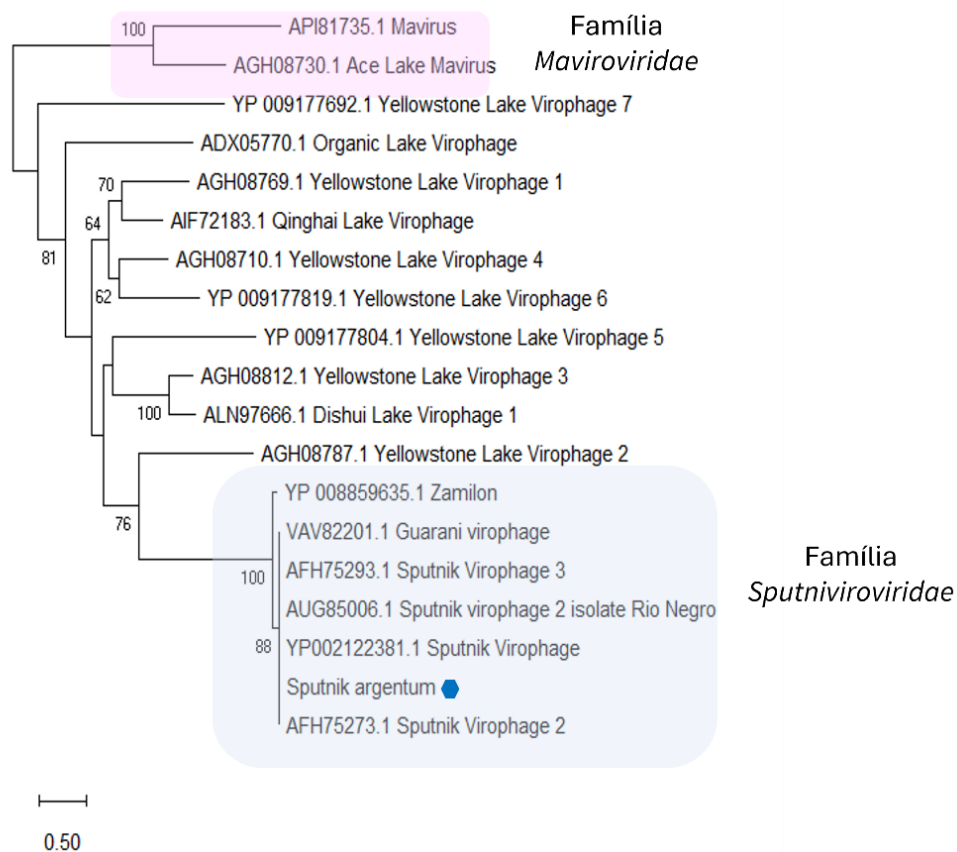 100
API81735.1 Mavirus
AGH08730.1 Ace Lake Mavirus
Família
Maviroviridae
YP 009177692.1 Yellowstone Lake Virophage 7
ADX05770.1 Organic Lake Virophage
70
AGH08769.1 Yellowstone Lake Virophage 1
64
AIF72183.1 Qinghai Lake Virophage
81
AGH08710.1 Yellowstone Lake Virophage 4
62
YP 009177819.1 Yellowstone Lake Virophage 6
YP 009177804.1 Yellowstone Lake Virophage 5
AGH08812.1 Yellowstone Lake Virophage 3
100
ALN97666.1 Dishui Lake Virophage 1
AGH08787.1 Yellowstone Lake Virophage 2
76
YP 008859635.1 Zamilon
VAV82201.1 Guarani virophage
100
AFH75293.1 Sputnik Virophage 3
AUG85006.1 Sputnik virophage 2 isolate Rio Negro
88
YP002122381.1 Sputnik Virophage
Sputnik argentum
AFH75273.1 Sputnik Virophage 2
Família
Sputniviroviridae
0.50